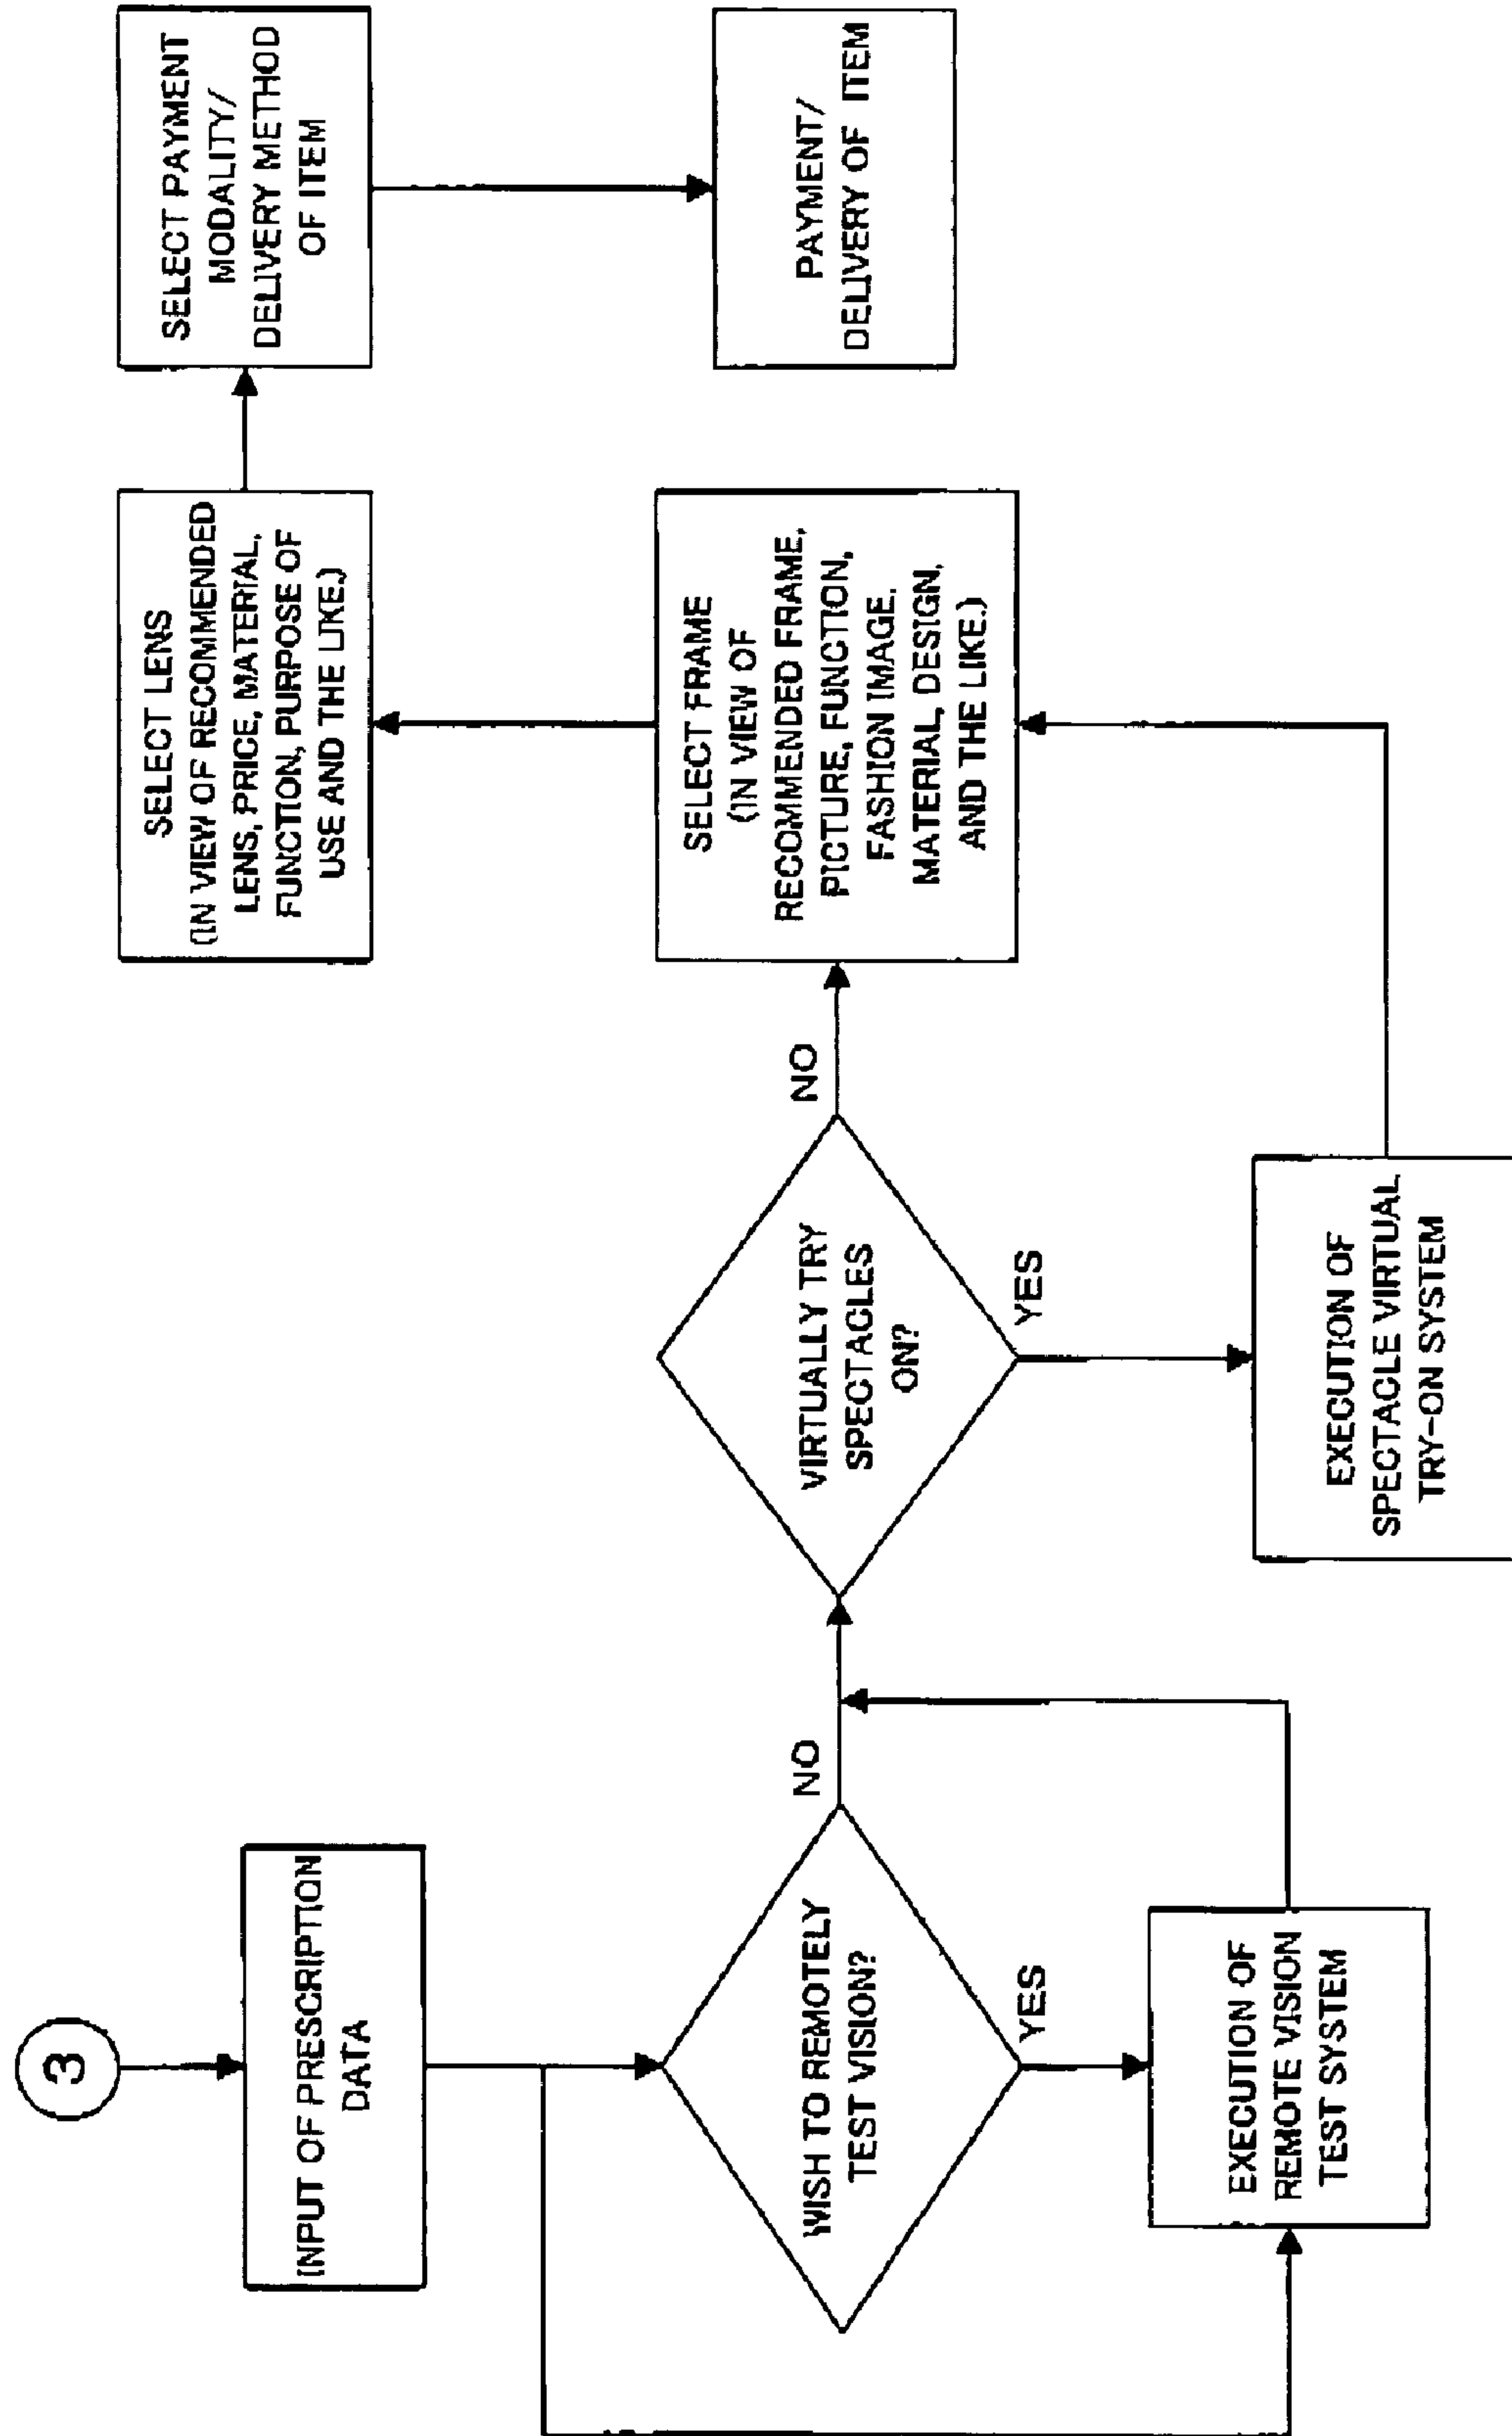 3
INPUT OF PRESCRIPTION
DATA
WISH TO REMOTELY
TEST VISION?
NO
YES
EXECUTION OF
REMOTE VISION
TEST SYSTEM
VIRTUALLY TRY
SPECTACLES
ON?
NO
YES
EXECUTION OF
SPECTACLE VIRTUAL
TRY-ON SYSTEM
SELECT FRAME
(IN VIEW OF
RECOMMENDED FRAME,
PICTURE, FUNCTION,
FASHION IMAGE,
MATERIAL, DESIGN,
AND THE LIKE.)
SELECT LENS
(IN VIEW OF RECOMMENDED
LENS, PRICE, MATERIAL,
FUNCTION, PURPOSE OF
USE AND THE LIKE.)
SELECT PAYMENT
MODALITY/
DELIVERY METHOD
OF ITEM
PAYMENT/
DELIVERY OF ITEM